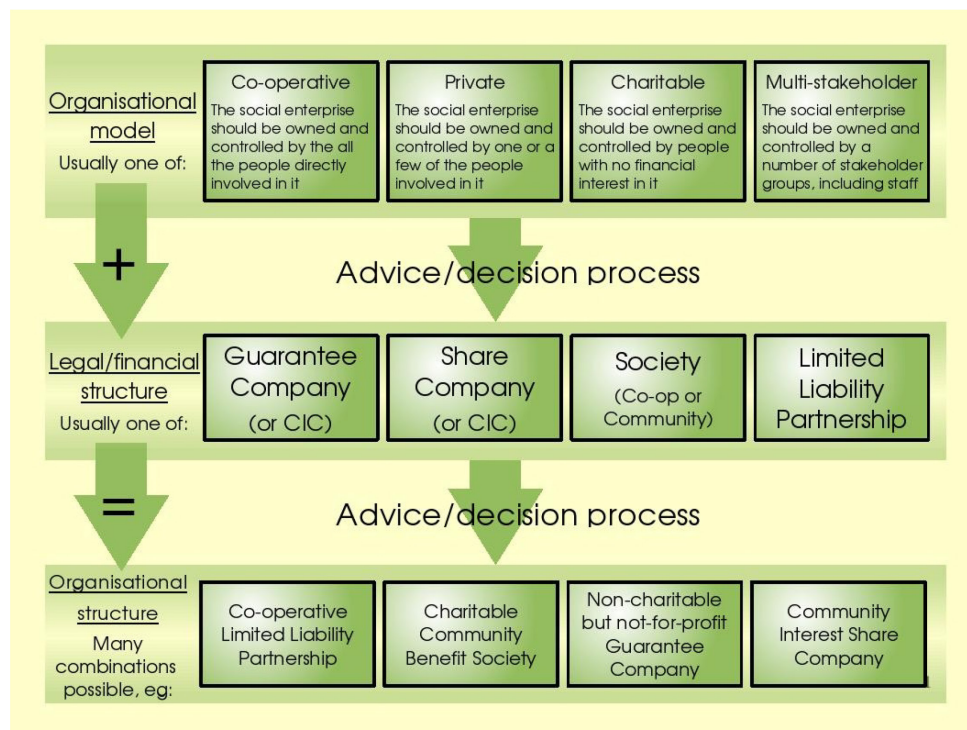 Organisational
model
Usually one of:
Co-operative
The social enterprise
should be owned and
controlled by the all
the people directly
involved in it
Private
The social enterprise
should be owned and
controlled by one or a
few of the people
involved in it
Charitable
The social enterprise
should be owned and
controlled by people
with no financial
interest in it
Multi-stakeholder
The social enterprise
should be owned and
controlled by a
number of stakeholder
groups, including staff
+
Advice/decision process
Legal/financial
structure
Usually one of:
Guarantee
Company
(or CIC)
Share
Company
(or CIC)
Society
(Co-op or
Community)
Limited
Liability
Partnership
=
Advice/decision process
Organisational
structure
Many
combinations
possible, eg:
Co-operative
Limited Liability
Partnership
Charitable
Community
Benefit Society
Non-charitable
but not-for-profit
Guarantee
Company
Community
Interest Share
Company